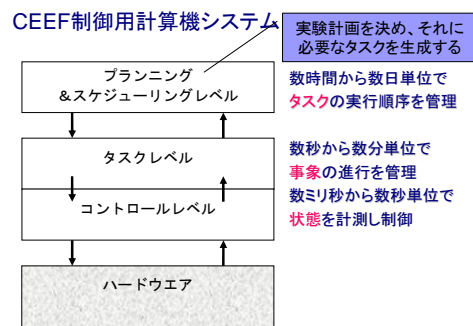 CEEF制御用計算機システム
実験計画を決め、それに
必要なタスクを生成する
プランニング
&スケジューリングレベル
数時間から数日単位で
タスクの実行順序を管理
タスクレベル
数秒から数分単位で
事象の進行を管理
コントロールレベル
数ミリ秒から数秒単位で
状態を計測し制御
ハードウエア